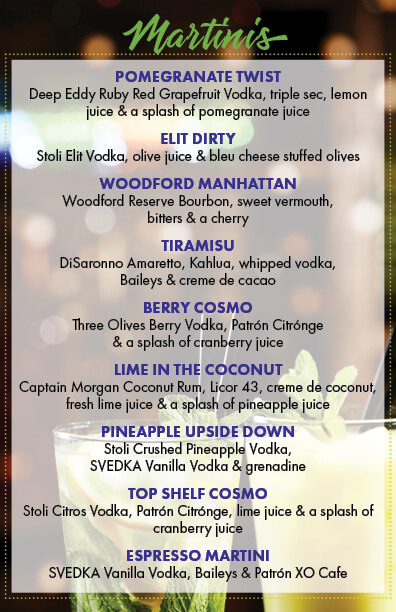 Martinis
POMEGRANATE TWIST
Deep Eddy Ruby Red Grapefruit Vodka, triple sec, lemon
juice & a splash of pomegranate juice
ELIT DIRTY
Stoli Elit Vodka, olive juice & bleu cheese stuffed olives
WOODFORD MANHATTAN
Woodford Reserve Bourbon, sweet vermouth,
bitters & a cherry
TIRAMISU
DiSaronno Amaretto, Kahlua, whipped vodka,
Baileys & creme de cacao
BERRY COSMO
Three Olives Berry Vodka, Patrón Citrónge
& a splash of cranberry juice
LIME IN THE COCONUT
Captain Morgan Coconut Rum, Licor 43, creme de coconut,
fresh lime juice & a splash of pineapple juice
PINEAPPLE UPSIDE DOWN
Stoli Crushed Pineapple Vodka,
SVEDKA Vanilla Vodka & grenadine
TOP SHELF COSMO
Stoli Citros Vodka, Patrón Citrónge, lime juice & a splash of
cranberry juice
ESPRESSO MARTINI
SVEDKA Vanilla Vodka, Baileys & Patrón XO Cafe